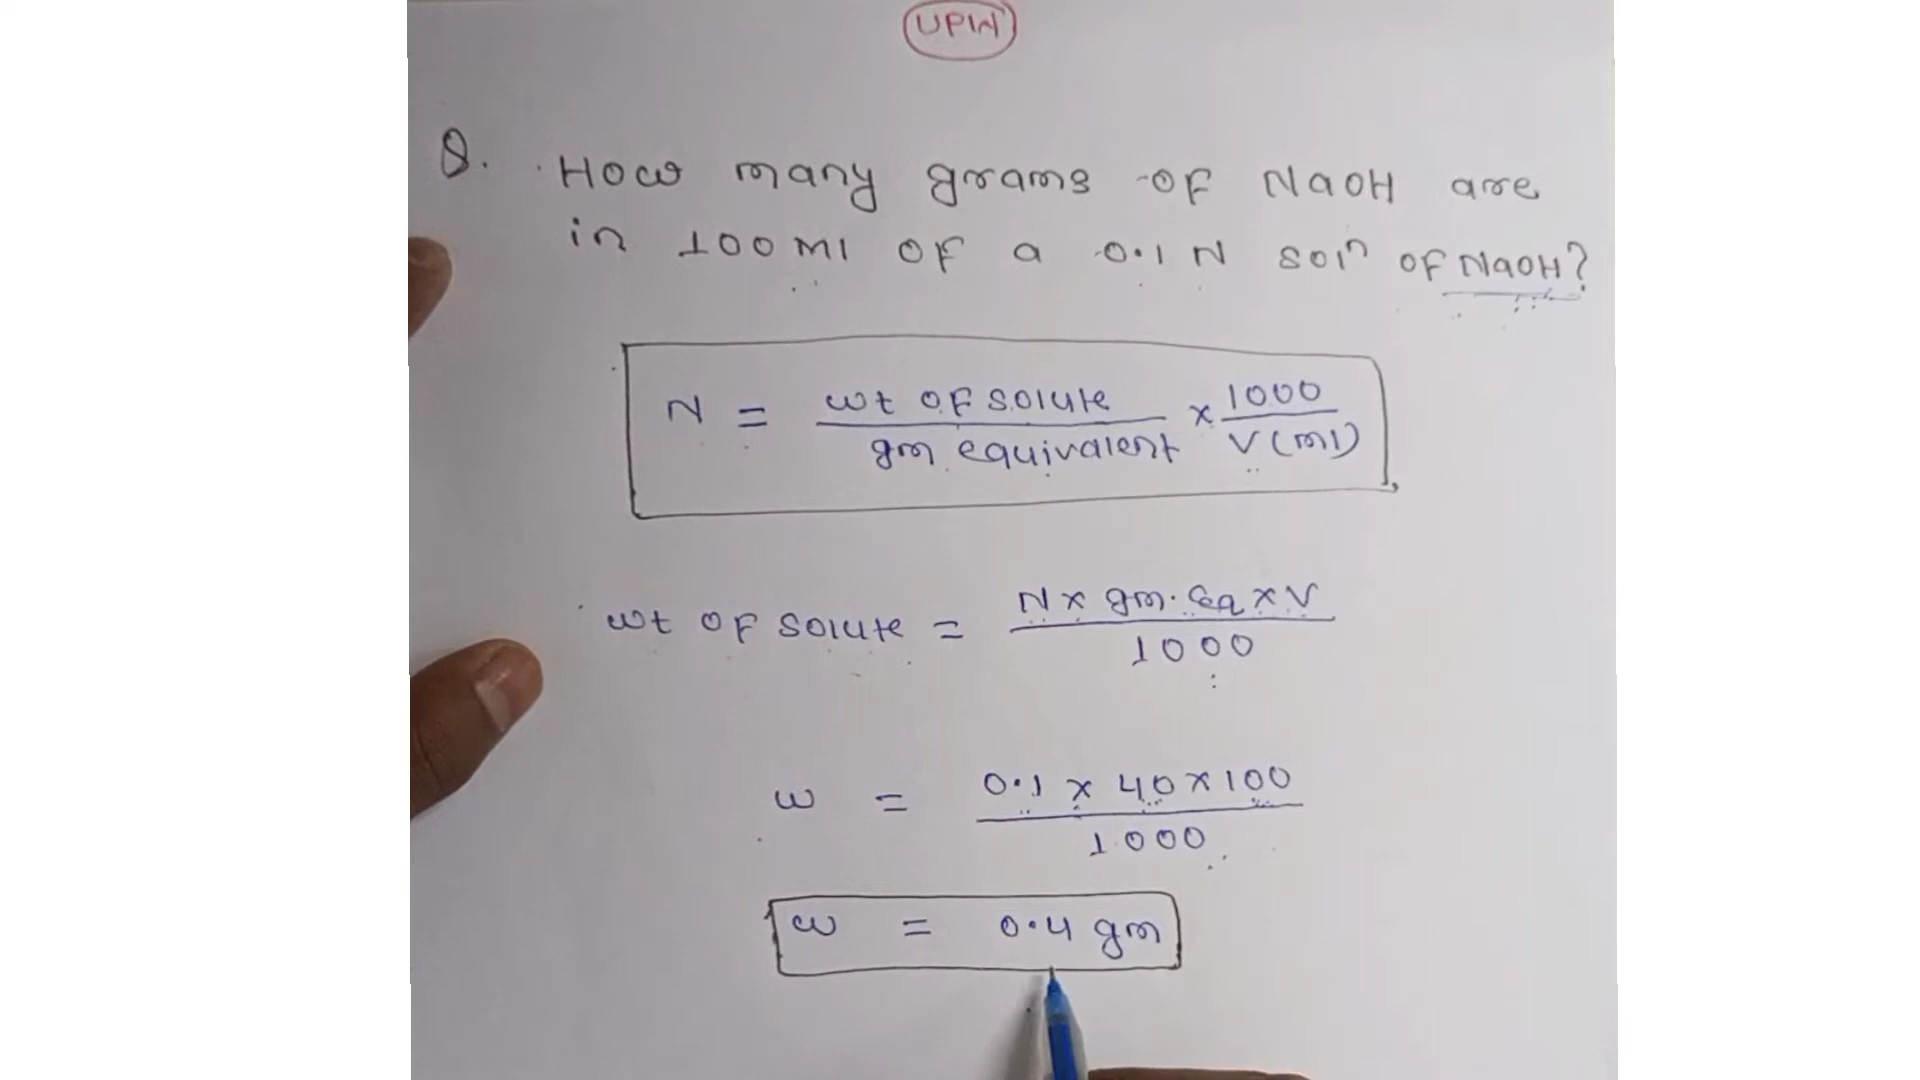 UPIN
Q. How many grams of NaOH are
in 100 ml of a 0.1 N soln of NaOH?
N = wt of solute / gm equivalent × 1000 / V (ml)
wt of solute = N × gm. Eq × V / 1000
w = 0.1 × 40 × 100 / 1000
w = 0.4 gm